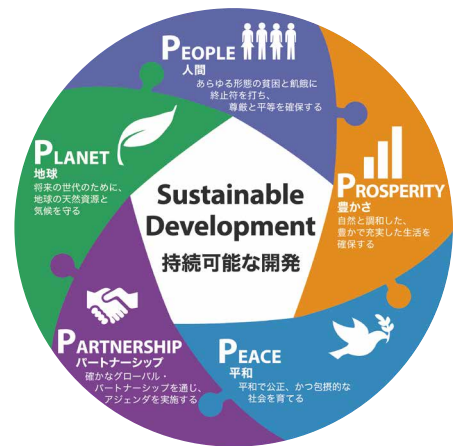 PEOPLE
人間
あらゆる形態の貧困と飢餓に
終止符を打ち、
尊厳と平等を確保する
PROSPERITY
豊かさ
自然と調和した、
豊かで充実した生活を
確保する
PEACE
平和
平和で公正、かつ包摂的な
社会を育てる
PARTNERSHIP
パートナーシップ
確かなグローバル・
パートナーシップを通じ、
アジェンダを実施する
PLANET
地球
将来の世代のために、
地球の天然資源と
気候を守る
Sustainable
Development
持続可能な開発